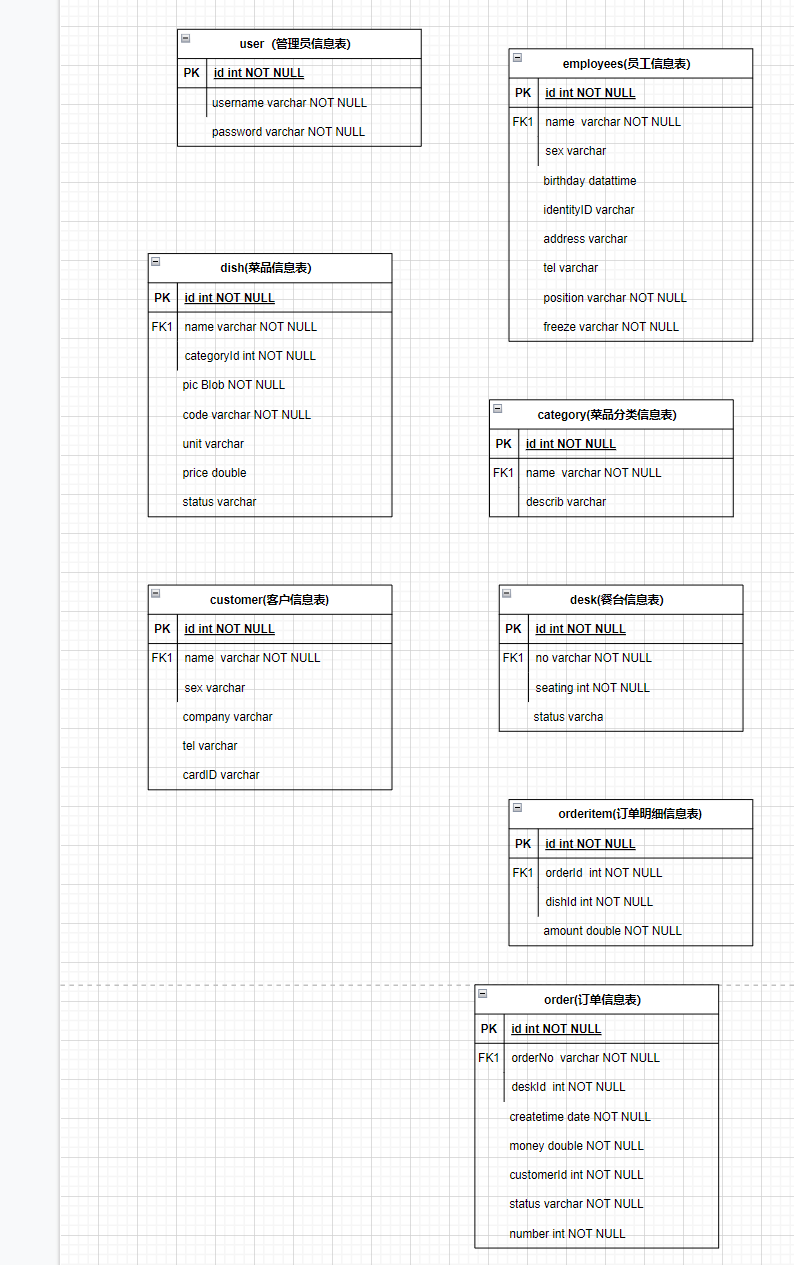 user (管理员信息表)
PK id int NOT NULL
username varchar NOT NULL
password varchar NOT NULL
employees(员工信息表)
PK id int NOT NULL
FK1 name varchar NOT NULL
sex varchar
birthday datattime
identityID varchar
address varchar
tel varchar
position varchar NOT NULL
freeze varchar NOT NULL
dish(菜品信息表)
PK id int NOT NULL
FK1 name varchar NOT NULL
categoryId int NOT NULL
pic Blob NOT NULL
code varchar NOT NULL
unit varchar
price double
status varchar
category(菜品分类信息表)
PK id int NOT NULL
FK1 name varchar NOT NULL
describ varchar
customer(客户信息表)
PK id int NOT NULL
FK1 name varchar NOT NULL
sex varchar
company varchar
tel varchar
cardID varchar
desk(餐台信息表)
PK id int NOT NULL
FK1 no varchar NOT NULL
seating int NOT NULL
status varcha
orderitem(订单明细信息表)
PK id int NOT NULL
FK1 orderId int NOT NULL
dishId int NOT NULL
amount double NOT NULL
order(订单信息表)
PK id int NOT NULL
FK1 orderNo varchar NOT NULL
deskId int NOT NULL
createtime date NOT NULL
money double NOT NULL
customerId int NOT NULL
status varchar NOT NULL
number int NOT NULL